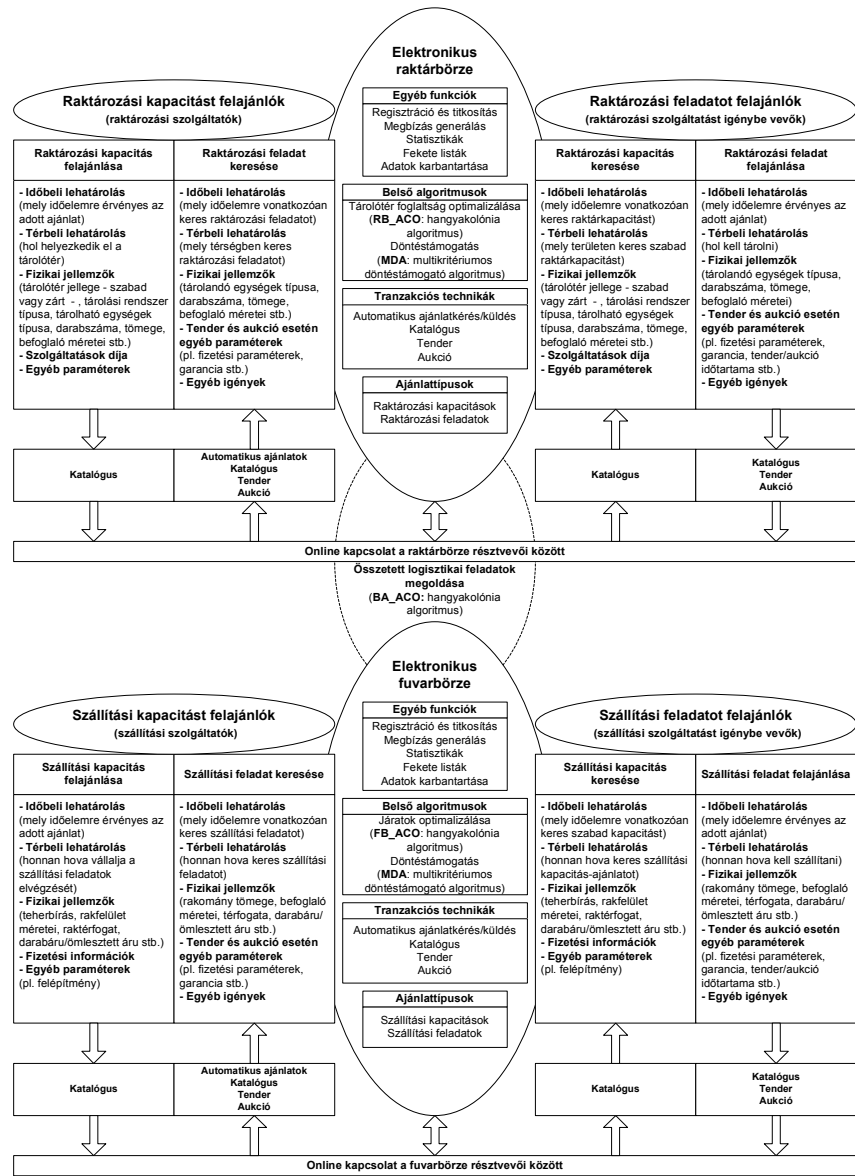 Elektronikus
raktárbörze
Egyéb funkciók
Regisztráció és titkosítás
Megbízás generálás
Statisztikák
Fekete listák
Adatok karbantartása
Belső algoritmusok
Tárolótér foglaltság optimalizálása
(RB_ACO: hangyakolónia
algoritmus)
Döntéstámogatás
(MDA: multikritériumos
döntéstámogató algoritmus)
Tranzakciós technikák
Automatikus ajánlatkérés/küldés
Katalógus
Tender
Aukció
Ajánlattípusok
Raktározási kapacitások
Raktározási feladatok
Raktározási kapacitást felajánlók
(raktározási szolgáltatók)
Raktározási kapacitás
felajánlása
- Időbeli lehatárolás
(mely időelemre érvényes az
adott ajánlat)
- Térbeli lehatárolás
(hol helyezkedik el a
tárolótér)
- Fizikai jellemzők
(tárolótér jellege - szabad
vagy zárt - , tárolási rendszer
típusa, tárolható egységek
típusa, darabszáma, tömege,
befoglaló méretei stb.)
- Szolgáltatások díja
- Egyéb paraméterek
Katalógus
Raktározási feladat
keresése
- Időbeli lehatárolás
(mely időelemre vonatkozóan
keres raktározási feladatot)
- Térbeli lehatárolás
(mely térségben keres
raktározási feladatot)
- Fizikai jellemzők
(tárolandó egységek típusa,
darabszáma, tömege,
befoglaló méretei stb.)
- Tender és aukció esetén
egyéb paraméterek
(pl. fizetési paraméterek,
garancia stb.)
- Egyéb igények
Automatikus ajánlatok
Katalógus
Tender
Aukció
Raktározási feladatot felajánlók
(raktározási szolgáltatást igénybe vevők)
Raktározási kapacitás
keresése
- Időbeli lehatárolás
(mely időelemre vonatkozóan
keres raktárkapacitást)
- Térbeli lehatárolás
(mely területen keres szabad
raktárkapacitást)
- Fizikai jellemzők
(tárolótér jellege - szabad
vagy zárt - , tárolási rendszer
típusa, tárolható egységek
típusa, darabszáma, tömege,
befoglaló méretei stb.)
- Szolgáltatások díja
- Egyéb paraméterek
Katalógus
Raktározási feladat
felajánlása
- Időbeli lehatárolás
(mely időelemre érvényes az
adott ajánlat)
- Térbeli lehatárolás
(hol kell tárolni)
- Fizikai jellemzők
(tárolandó egységek típusa,
darabszáma, tömege,
befoglaló méretei)
- Tender és aukció esetén
egyéb paraméterek
(pl. fizetési paraméterek,
garancia, tender/aukció
időtartama stb.)
- Egyéb igények
Katalógus
Tender
Aukció
Online kapcsolat a raktárbörze résztvevői között
Összetett logisztikai feladatok
megoldása
(BA_ACO: hangyakolónia
algoritmus)
Elektronikus
fuvarbörze
Egyéb funkciók
Regisztráció és titkosítás
Megbízás generálás
Statisztikák
Fekete listák
Adatok karbantartása
Belső algoritmusok
Járatok optimalizálása
(FB_ACO: hangyakolónia
algoritmus)
Döntéstámogatás
(MDA: multikritériumos
döntéstámogató algoritmus)
Tranzakciós technikák
Automatikus ajánlatkérés/küldés
Katalógus
Tender
Aukció
Ajánlattípusok
Szállítási kapacitások
Szállítási feladatok
Szállítási kapacitást felajánlók
(szállítási szolgáltatók)
Szállítási kapacitás
felajánlása
- Időbeli lehatárolás
(mely időelemre érvényes az
adott ajánlat)
- Térbeli lehatárolás
(honnan hova vállalja a
szállítási feladatok
elvégzését)
- Fizikai jellemzők
(teherbírás, rakfelület
méretei, raktérfogat,
darabáru/ömlesztett áru stb.)
- Fizetési információk
- Egyéb paraméterek
(pl. felépítmény)
Katalógus
Szállítási feladat keresése
- Időbeli lehatárolás
(mely időelemre vonatkozóan
keres szállítási feladatot)
- Térbeli lehatárolás
(honnan hova keres szállítási
feladatot)
- Fizikai jellemzők
(rakomány tömege, befoglaló
méretei, térfogata, darabáru/
ömlesztett áru stb.)
- Tender és aukció esetén
egyéb paraméterek
(pl. fizetési paraméterek,
garancia stb.)
- Egyéb igények
Automatikus ajánlatok
Katalógus
Tender
Aukció
Szállítási feladatot felajánlók
(szállítási szolgáltatást igénybe vevők)
Szállítási kapacitás
keresése
- Időbeli lehatárolás
(mely időelemre vonatkozóan
keres szabad kapacitást)
- Térbeli lehatárolás
(honnan hova keres szállítási
kapacitás-ajánlatot)
- Fizikai jellemzők
(teherbírás, rakfelület
méretei, raktérfogat,
darabáru/ömlesztett áru stb.)
- Fizetési információk
- Egyéb paraméterek
(pl. felépítmény)
Katalógus
Szállítási feladat felajánlása
- Időbeli lehatárolás
(mely időelemre érvényes az
adott ajánlat)
- Térbeli lehatárolás
(honnan hova kell szállítani)
- Fizikai jellemzők
(rakomány tömege, befoglaló
méretei, térfogata, darabáru/
ömlesztett áru stb.)
- Tender és aukció esetén
egyéb paraméterek
(pl. fizetési paraméterek,
garancia, tender/aukció
időtartama stb.)
- Egyéb igények
Katalógus
Tender
Aukció
Online kapcsolat a fuvarbörze résztvevői között